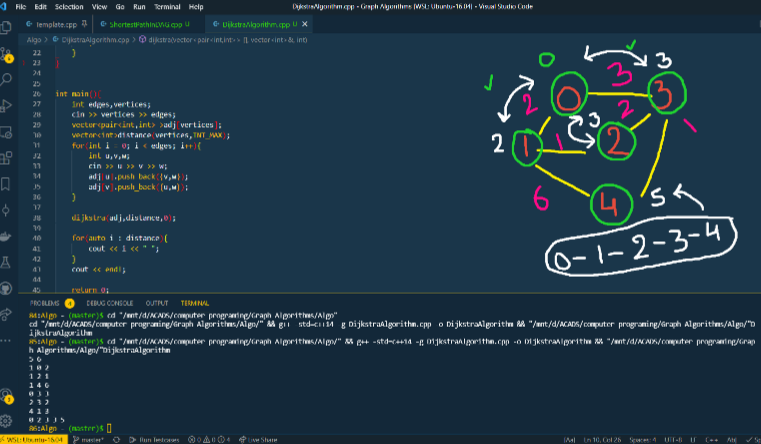 File Edit Selection View Go Run Terminal Help DijkstraAlgorithm.cpp - Graph Algorithms [WSL: Ubuntu-16.04] - Visual Studio Code
template.cpp ShortestPathInUWG.cpp U DijkstraAlgorithm.cpp U
Algo > DijkstraAlgorithm.cpp > dijkstra(vector<pair<int,int>> [], vector<int> &, int)
22 }
23 }
24
25
26 int main(){
27 int edges,vertices;
28 cin >> vertices >> edges;
29 vector<pair<int,int> >adj[vertices];
30 vector<int>distance(vertices,INT_MAX);
31 for(int i = 0; i < edges; i++){
32 int u,v,w;
33 cin >> u >> v >> w;
34 adj[u].push_back({v,w});
35 adj[v].push_back({u,w});
36 }
37
38 dijkstra(adj,distance,0);
39
40 for(auto i : distance){
41 cout << i << " ";
42 }
43 cout << endl;
44
45 return 0;
0 3 3
2 0 3
3 2
2 1 1 2 1
6 4 5
0-1-2-3-4
PROBLEMS 4 DEBUG CONSOLE OUTPUT TERMINAL
84:Algo - (master)$ cd "/mnt/d/ACADS/computer programing/Graph Algorithms/Algo"
cd "/mnt/d/ACADS/computer programing/Graph Algorithms/Algo/" && g++ -std=c++14 -g DijkstraAlgorithm.cpp -o DijkstraAlgorithm && "/mnt/d/ACADS/computer programing/Graph Algorithms/Algo/"D
ijkstraAlgorithm
85:Algo - (master)$ cd "/mnt/d/ACADS/computer programing/Graph Algorithms/Algo/" && g++ -std=c++14 -g DijkstraAlgorithm.cpp -o DijkstraAlgorithm && "/mnt/d/ACADS/computer programing/Grap
h Algorithms/Algo/"DijkstraAlgorithm
5 6
1 0 2
1 2 1
1 4 6
0 3 3
2 3 2
4 1 3
0 2 3 3 5
86:Algo - (master)$
WSL: Ubuntu-16.04 master* Run Testcases 0 0 4 Live Share [Aa] Ln 10, Col 26 Spaces: 4 UTF-8 LF C++